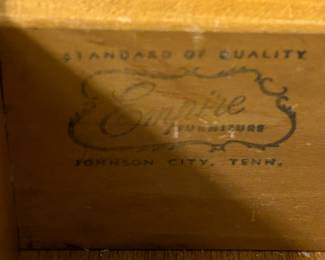 STANDARD OF QUALITY
Empire
FURNITURE
JOHNSON CITY, TENN.